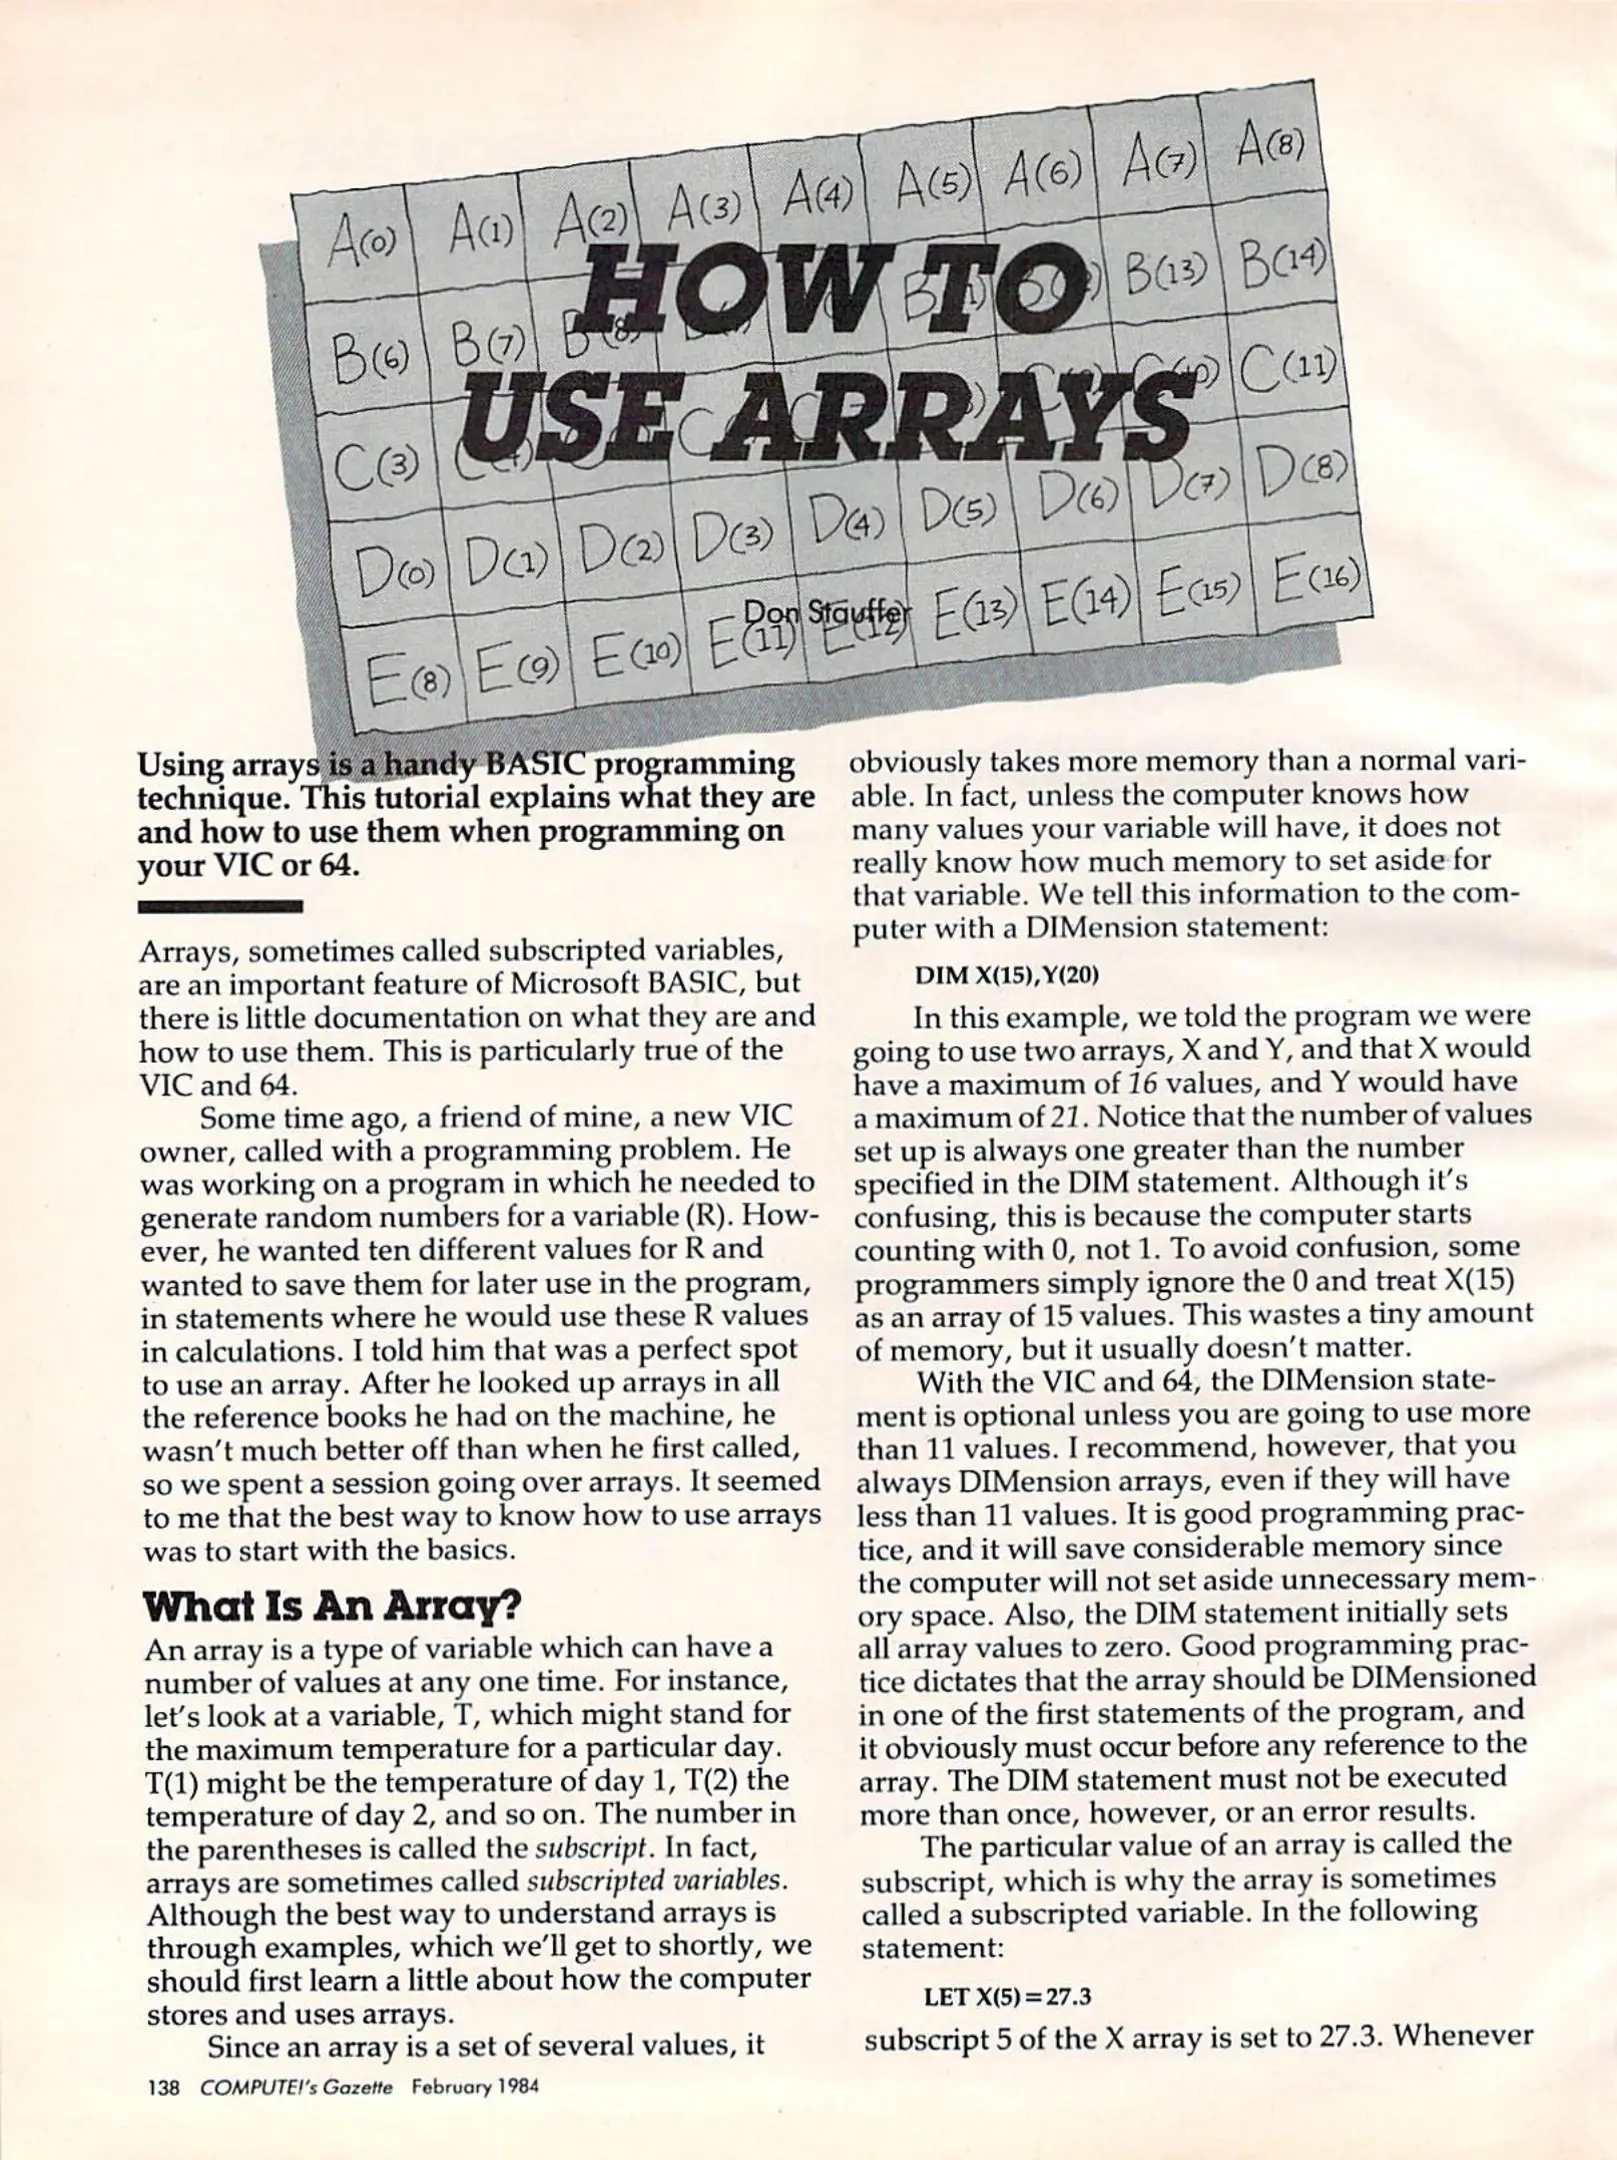 A(0) A(1) A(2) A(3) A(4) A(5) A(6) A(7) A(8)
B(6) B(7) B(8) B(13) B(14)
HOW TO
C(3) C(10) C(11)
USE ARRAYS
D(0) D(1) D(2) D(3) D(4) D(5) D(6) D(7) D(8)
E(8) E(9) E(10) E(11) E(12) E(13) E(14) E(15) E(16)
Don Stauffer
Using arrays is a handy BASIC programming
technique. This tutorial explains what they are
and how to use them when programming on
your VIC or 64.
Arrays, sometimes called subscripted variables,
are an important feature of Microsoft BASIC, but
there is little documentation on what they are and
how to use them. This is particularly true of the
VIC and 64.
Some time ago, a friend of mine, a new VIC
owner, called with a programming problem. He
was working on a program in which he needed to
generate random numbers for a variable (R). How-
ever, he wanted ten different values for R and
wanted to save them for later use in the program,
in statements where he would use these R values
in calculations. I told him that was a perfect spot
to use an array. After he looked up arrays in all
the reference books he had on the machine, he
wasn't much better off than when he first called,
so we spent a session going over arrays. It seemed
to me that the best way to know how to use arrays
was to start with the basics.
What Is An Array?
An array is a type of variable which can have a
number of values at any one time. For instance,
let's look at a variable, T, which might stand for
the maximum temperature for a particular day.
T(1) might be the temperature of day 1, T(2) the
temperature of day 2, and so on. The number in
the parentheses is called the subscript. In fact,
arrays are sometimes called subscripted variables.
Although the best way to understand arrays is
through examples, which we'll get to shortly, we
should first learn a little about how the computer
stores and uses arrays.
Since an array is a set of several values, it
obviously takes more memory than a normal vari-
able. In fact, unless the computer knows how
many values your variable will have, it does not
really know how much memory to set aside for
that variable. We tell this information to the com-
puter with a DIMension statement:
DIM X(15),Y(20)
In this example, we told the program we were
going to use two arrays, X and Y, and that X would
have a maximum of 16 values, and Y would have
a maximum of 21. Notice that the number of values
set up is always one greater than the number
specified in the DIM statement. Although it's
confusing, this is because the computer starts
counting with 0, not 1. To avoid confusion, some
programmers simply ignore the 0 and treat X(15)
as an array of 15 values. This wastes a tiny amount
of memory, but it usually doesn't matter.
With the VIC and 64, the DIMension state-
ment is optional unless you are going to use more
than 11 values. I recommend, however, that you
always DIMension arrays, even if they will have
less than 11 values. It is good programming prac-
tice, and it will save considerable memory since
the computer will not set aside unnecessary mem-
ory space. Also, the DIM statement initially sets
all array values to zero. Good programming prac-
tice dictates that the array should be DIMensioned
in one of the first statements of the program, and
it obviously must occur before any reference to the
array. The DIM statement must not be executed
more than once, however, or an error results.
The particular value of an array is called the
subscript, which is why the array is sometimes
called a subscripted variable. In the following
statement:
LET X(5)=27.3
subscript 5 of the X array is set to 27.3. Whenever
138 COMPUTE!'s Gazette February 1984